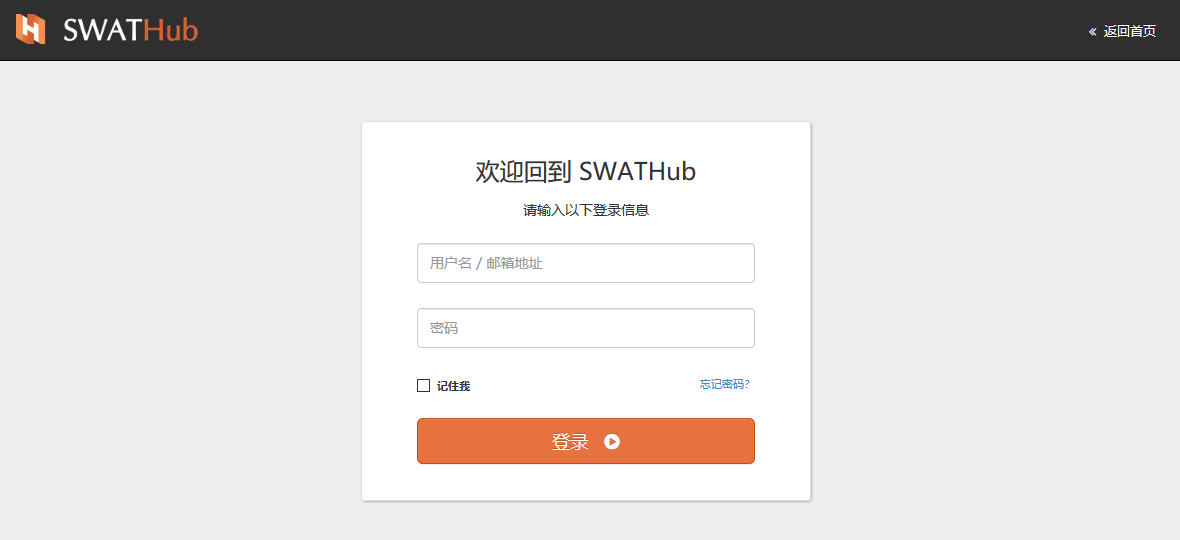 SWATHub
« 返回首页
欢迎回到 SWATHub
请输入以下登录信息
用户名 / 邮箱地址
密码
记住我
忘记密码?
登录